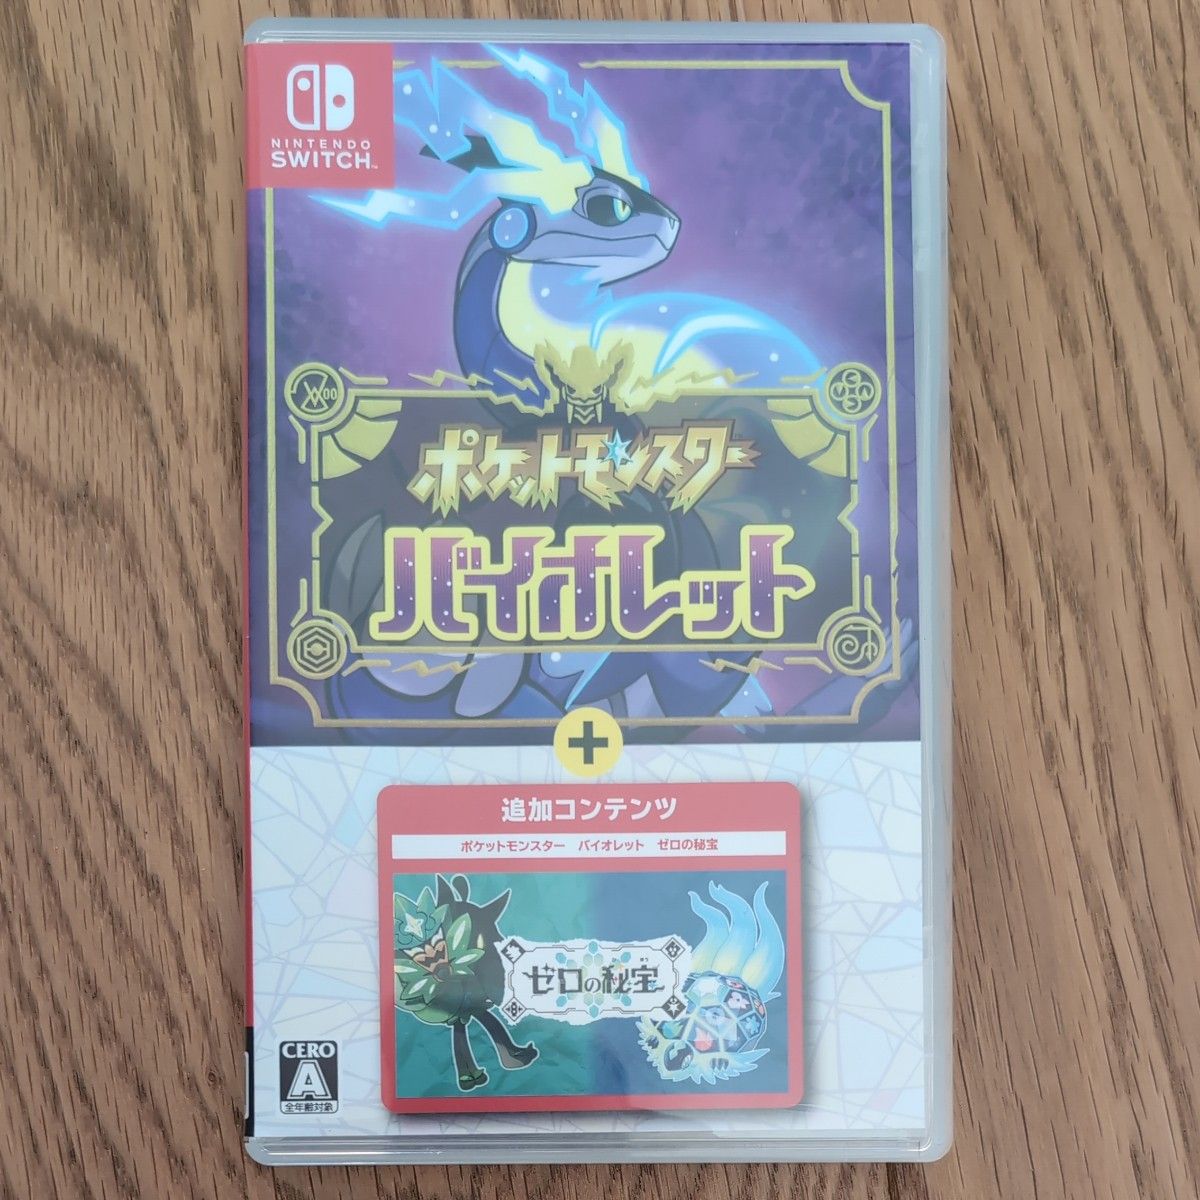 NINTENDO
SWITCH™
ポケットモンスター
バイオレット
+
追加コンテンツ
ポケットモンスター バイオレット ゼロの秘宝
ゼロの秘宝
CERO
A
全年齢対象